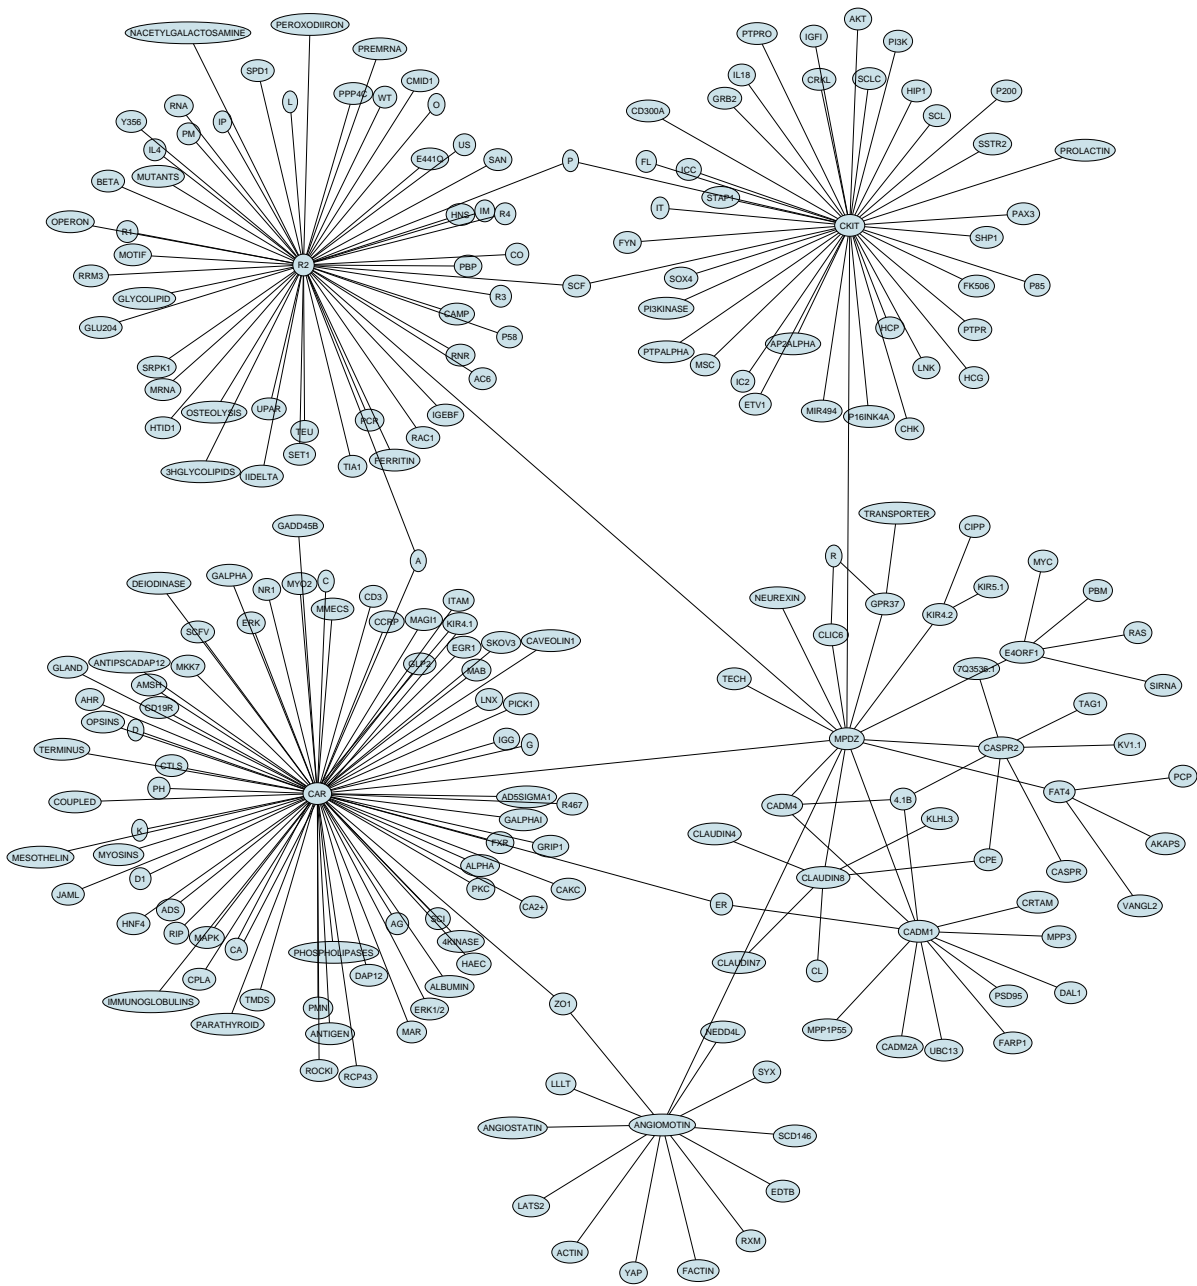 NACETYLGALACTOSAMINE
PEROXODIIRON
PREMRNA
SPD1
CMID1
L
PPP4C
WT
O
RNA
IP
Y356
PM
IL4
E441Q
US
SAN
P
BETA
MUTANTS
HNS
IM
R4
OPERON
R1
MOTIF
CO
R2
PBP
RRM3
SCF
GLYCOLIPID
R3
GLU204
CAMP
P58
RNR
SRPK1
AC6
MRNA
OSTEOLYSIS
UPAR
IGEBF
PCR
HTID1
TEU
RAC1
SET1
TIA1
FERRITIN
3HGLYCOLIPIDS
IIDELTA
AKT
PTPRO
IGFI
PI3K
IL18
CRKL
SCLC
HIP1
P200
GRB2
CD300A
SCL
SSTR2
PROLACTIN
FL
ICC
STAP1
IT
PAX3
CKIT
FYN
SHP1
SOX4
FK506
P85
PI3KINASE
HCP
PTPR
PTPALPHA
AP2ALPHA
MSC
LNK
HCG
IC2
ETV1
MIR494
P16INK4A
CHK
GADD45B
A
DEIODINASE
GALPHA
NR1
MYO2
C
CD3
ITAM
MMECS
SCFV
ERK
CCRP
MAGI1
KIR4.1
EGR1
SKOV3
CAVEOLIN1
GLAND
ANTIPSCADAP12
MKK7
GLP2
MAB
AMSH
AHR
CD19R
LNX
PICK1
OPSINS
D
IGG
G
TERMINUS
CTLS
PH
CAR
COUPLED
AD5SIGMA1
R467
GALPHAI
K
MESOTHELIN
MYOSINS
FXR
GRIP1
D1
ALPHA
JAML
PKC
CAKC
CA2+
HNF4
ADS
RIP
MAPK
CA
AG
SCI
4KINASE
PHOSPHOLIPASES
HAEC
CPLA
DAP12
ALBUMIN
IMMUNOGLOBULINS
TMDS
PMN
ERK1/2
PARATHYROID
ANTIGEN
MAR
ROCKI
RCP43
ZO1
TRANSPORTER
CIPP
R
MYC
NEUREXIN
GPR37
KIR4.2
KIR5.1
PBM
CLIC6
RAS
E4ORF1
7Q3536.1
TECH
SIRNA
TAG1
MPDZ
CASPR2
KV1.1
PCP
CADM4
4.1B
FAT4
KLHL3
CLAUDIN4
AKAPS
CPE
CASPR
CLAUDIN8
VANGL2
ER
CRTAM
CADM1
MPP3
CLAUDIN7
CL
PSD95
DAL1
NEDD4L
MPP1P55
CADM2A
UBC13
FARP1
LLLT
SYX
ANGIOSTATIN
ANGIOMOTIN
SCD146
LATS2
EDTB
ACTIN
RXM
YAP
FACTIN